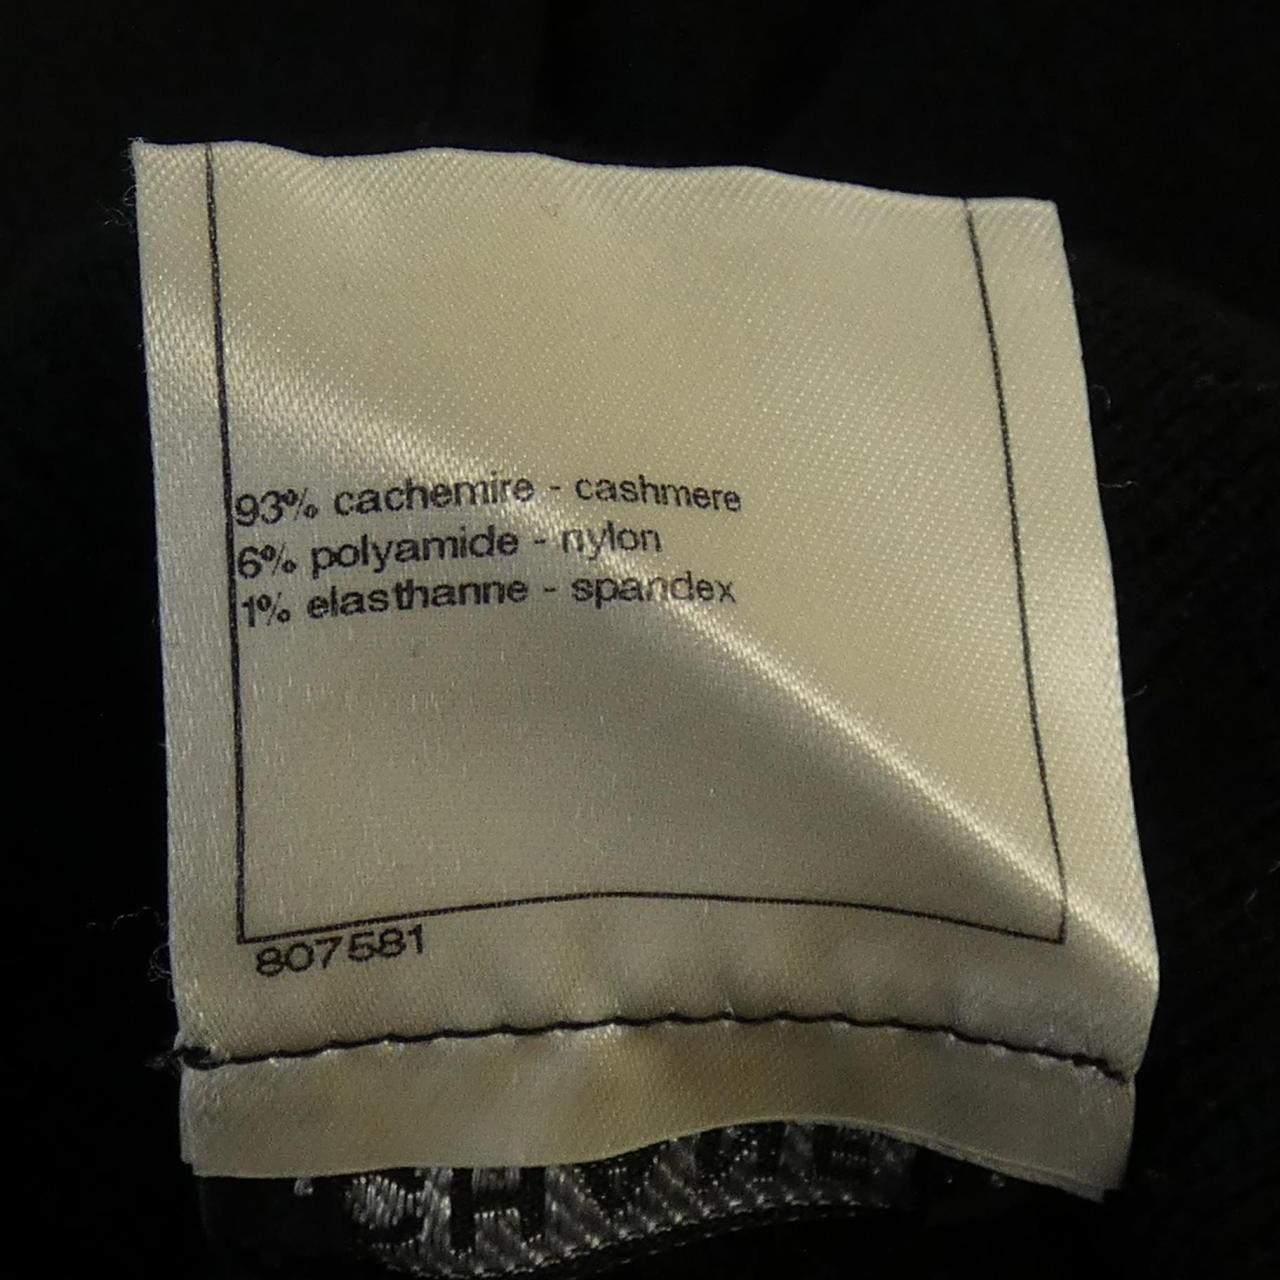 93% cachemire - cashmere
6% polyamide - nylon
1% elasthanne - spandex
807581